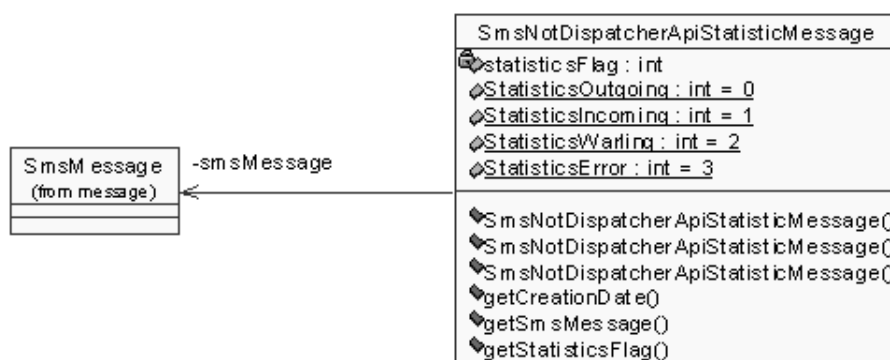 SmsNotDispatcherApiStatisticMessage
statisticsFlag : int
StatisticsOutgoing : int = 0
StatisticsIncoming : int = 1
StatisticsWarling : int = 2
StatisticsError : int = 3
SmsMessage
(from message)
-smsMessage
SmsNotDispatcherApiStatisticMessage()
SmsNotDispatcherApiStatisticMessage()
SmsNotDispatcherApiStatisticMessage()
getCreationDate()
getSmsMessage()
getStatisticsFlag()